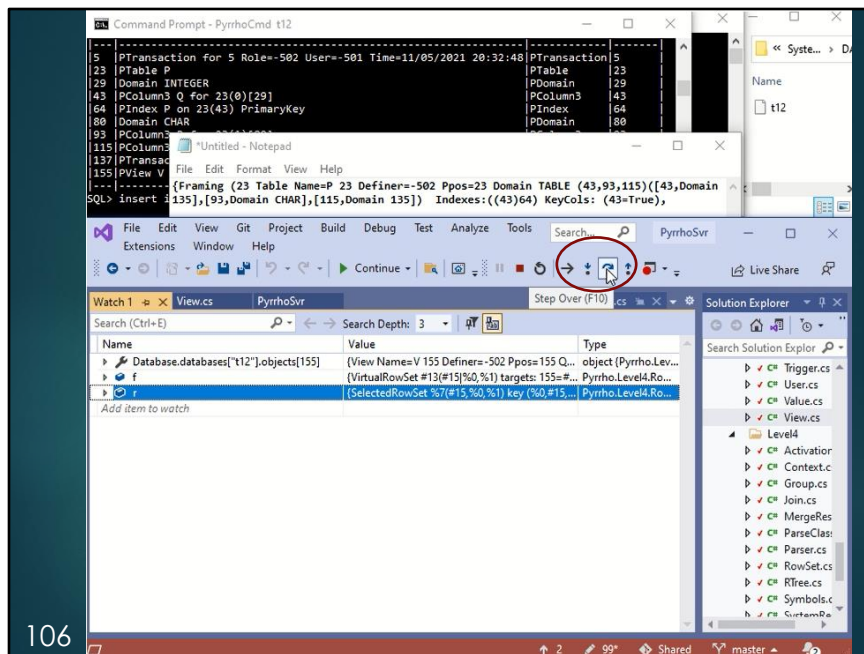 Command Prompt - PyrrhoCmd t12
|---|---|---|---|
|5 |PTransaction for 5 Role=-502 User=-501 Time=11/05/2021 20:32:48|PTransaction|5 |
|23 |PTable P |PTable |23 |
|29 |Domain INTEGER |PDomain |29 |
|43 |PColumn3 Q for 23(0)[29] |PColumn3 |43 |
|64 |PIndex P on 23(43) PrimaryKey |PIndex |64 |
|80 |Domain CHAR |PDomain |80 |
|93 |PColumn3
|115|PColumn3
|137|PTransac
|155|PView V
|---|
SQL> insert i
« Syste... › DA
Name
t12
*Untitled - Notepad
File Edit Format View Help
{Framing (23 Table Name=P 23 Definer=-502 Ppos=23 Domain TABLE (43,93,115)([43,Domain
135],[93,Domain CHAR],[115,Domain 135]) Indexes:((43)64) KeyCols: (43=True),
File Edit View Git Project Build Debug Test Analyze Tools Search... PyrrhoSvr
Extensions Window Help
Continue Live Share
Watch 1 View.cs PyrrhoSvr Step Over (F10) .cs Solution Explorer
Search (Ctrl+E) Search Depth: 3 Search Solution Explor
Name Value Type
Database.databases["t12"].objects[155] {View Name=V 155 Definer=-502 Ppos=155 Q... object {Pyrrho.Lev...
f {VirtualRowSet #13(#15|%0,%1) targets: 155=#... Pyrrho.Level4.Ro...
r {SelectedRowSet %7(#15,%0,%1) key (%0,#15,... Pyrrho.Level4.Ro...
Add item to watch
C# Trigger.cs
C# User.cs
C# Value.cs
C# View.cs
Level4
C# Activation
C# Context.c
C# Group.cs
C# Join.cs
C# MergeRes
C# ParseClas
C# Parser.cs
C# RowSet.cs
C# RTree.cs
C# Symbols.c
C# SystemRe
106
2 99* Shared master 2